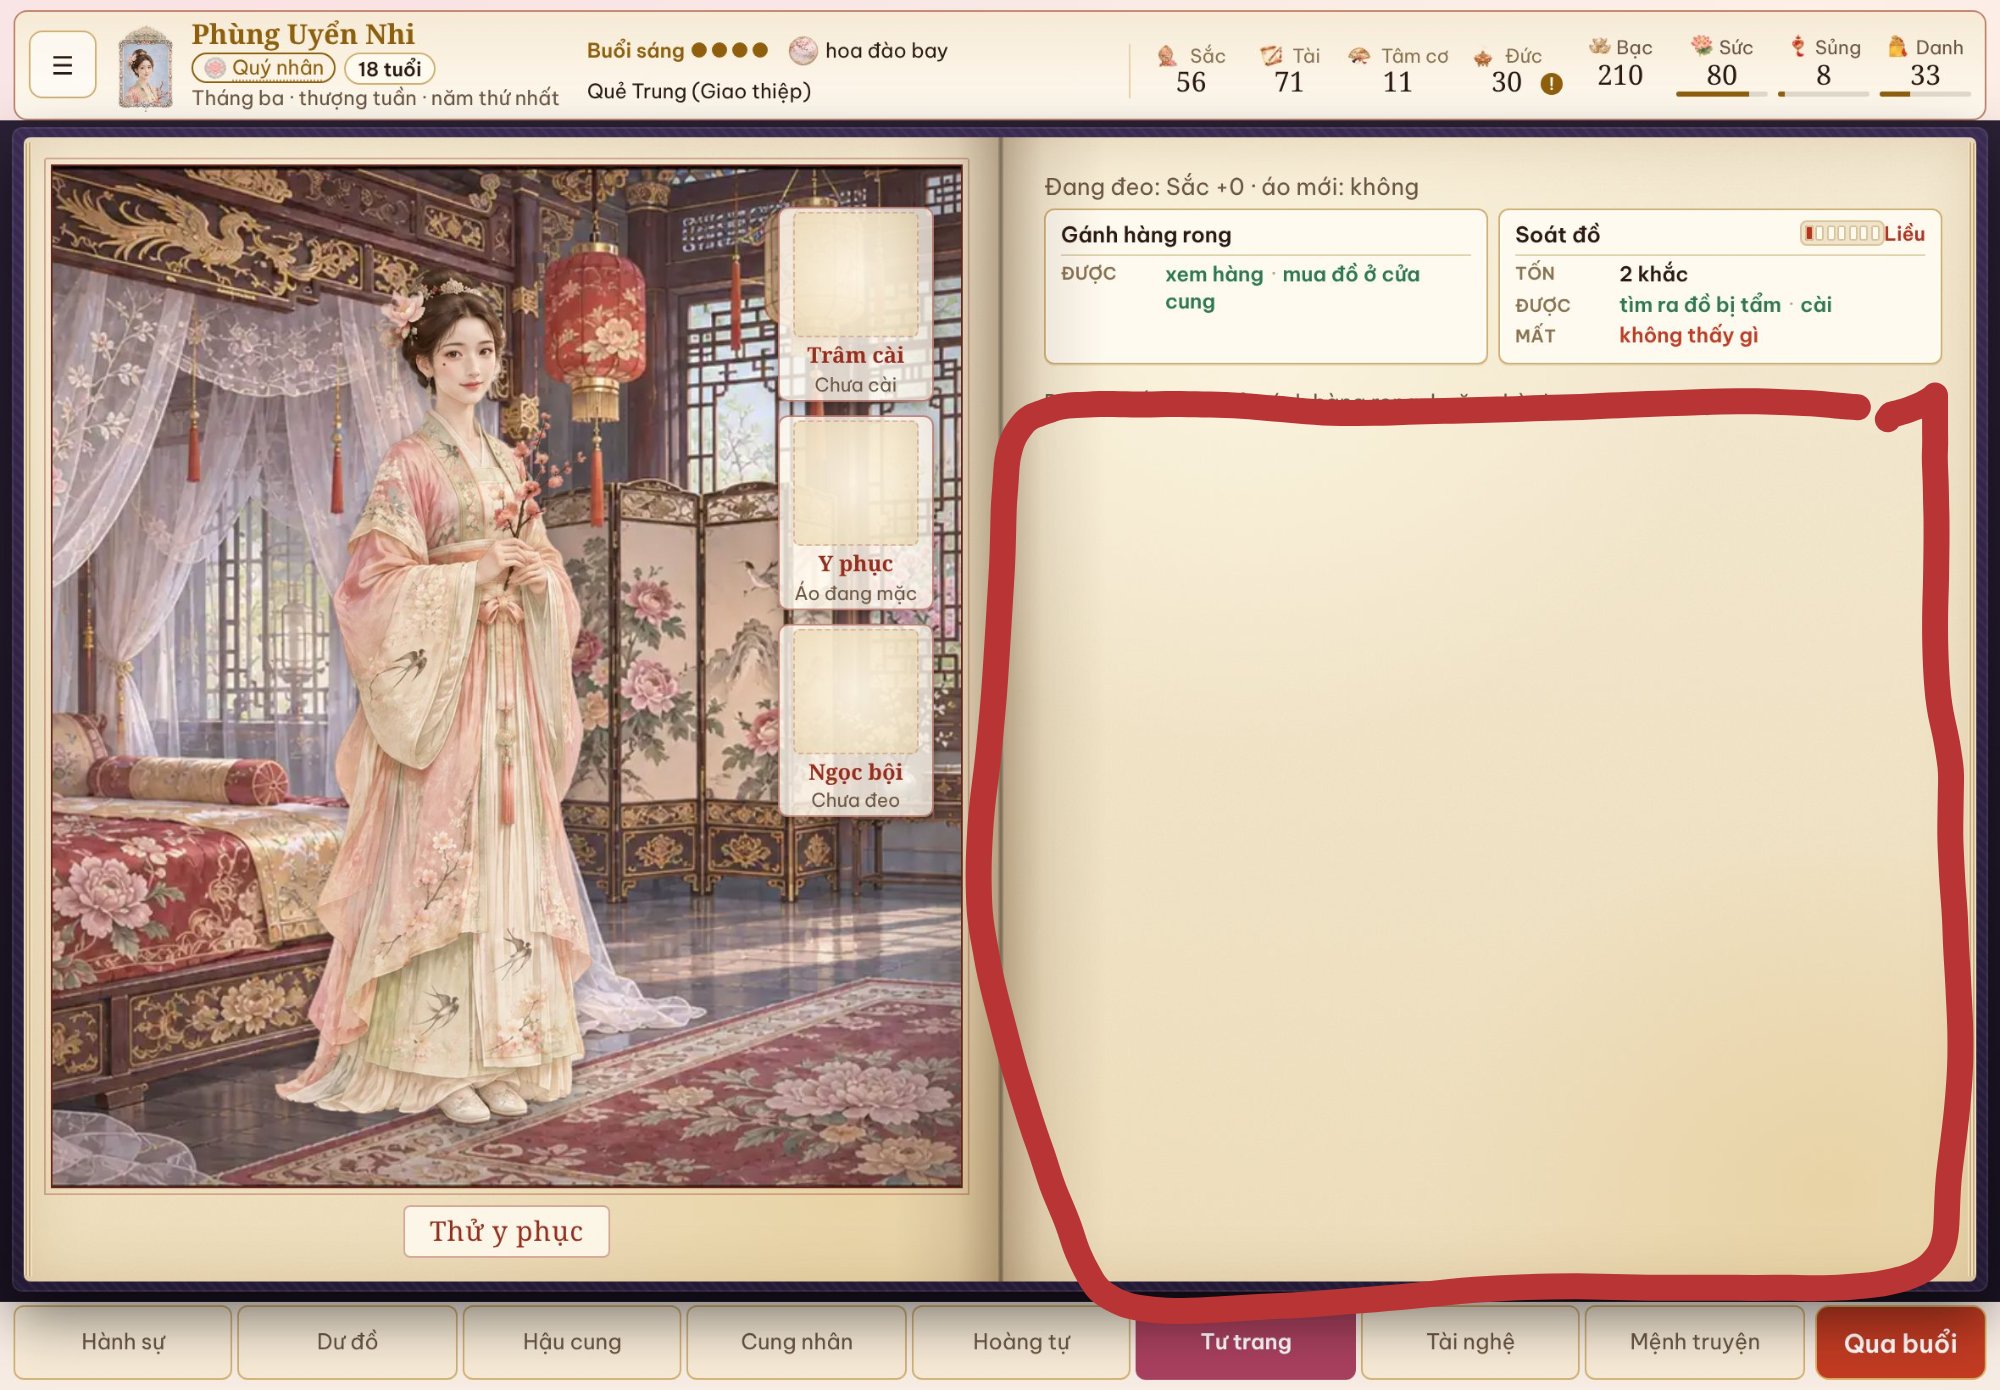 ☰
Phùng Uyển Nhi
Quý nhân
18 tuổi
Tháng ba · thượng tuần · năm thứ nhất
Buổi sáng
hoa đào bay
Quẻ Trung (Giao thiệp)
Sắc
56
Tài
71
Tâm cơ
11
Đức
30
!
Bạc
210
Sức
80
Sủng
8
Danh
33
Trâm cài
Chưa cài
Y phục
Áo đang mặc
Ngọc bội
Chưa đeo
Thử y phục
Đang đeo: Sắc +0 · áo mới: không
Gánh hàng rong
ĐƯỢC
xem hàng · mua đồ ở cửa
cung
Soát đồ
Liều
TỐN
2 khắc
ĐƯỢC
tìm ra đồ bị tẩm · cài
MẤT
không thấy gì
hàng rong
Hành sự
Dư đồ
Hậu cung
Cung nhân
Hoàng tự
Tư trang
Tài nghệ
Mệnh truyện
Qua buổi